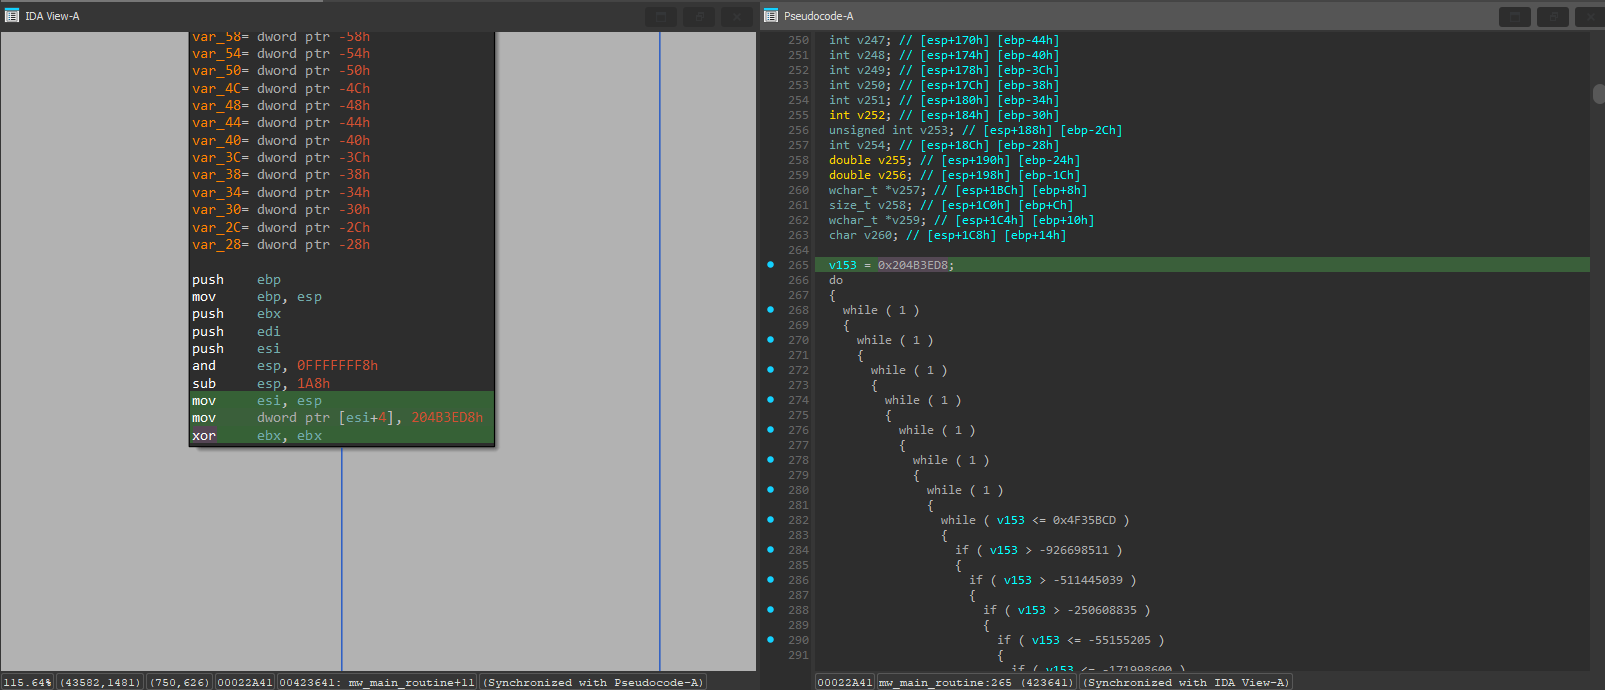 IDA View-A
var_58= dword ptr -58h
var_54= dword ptr -54h
var_50= dword ptr -50h
var_4C= dword ptr -4Ch
var_48= dword ptr -48h
var_44= dword ptr -44h
var_40= dword ptr -40h
var_3C= dword ptr -3Ch
var_38= dword ptr -38h
var_34= dword ptr -34h
var_30= dword ptr -30h
var_2C= dword ptr -2Ch
var_28= dword ptr -28h
push ebp
mov ebp, esp
push ebx
push edi
push esi
and esp, 0FFFFFFF8h
sub esp, 1A8h
mov esi, esp
mov dword ptr [esi+4], 204B3ED8h
xor ebx, ebx
115.64% (43582,1481) (750,626) 00022A41 00423641: mw_main_routine+11 (Synchronized with Pseudocode-A)
Pseudocode-A
250 int v247; // [esp+170h] [ebp-44h]
251 int v248; // [esp+174h] [ebp-40h]
252 int v249; // [esp+178h] [ebp-3Ch]
253 int v250; // [esp+17Ch] [ebp-38h]
254 int v251; // [esp+180h] [ebp-34h]
255 int v252; // [esp+184h] [ebp-30h]
256 unsigned int v253; // [esp+188h] [ebp-2Ch]
257 int v254; // [esp+18Ch] [ebp-28h]
258 double v255; // [esp+190h] [ebp-24h]
259 double v256; // [esp+198h] [ebp-1Ch]
260 wchar_t *v257; // [esp+1BCh] [ebp+8h]
261 size_t v258; // [esp+1C0h] [ebp+Ch]
262 wchar_t *v259; // [esp+1C4h] [ebp+10h]
263 char v260; // [esp+1C8h] [ebp+14h]
264
265 v153 = 0x204B3ED8;
266 do
267 {
268 while ( 1 )
269 {
270 while ( 1 )
271 {
272 while ( 1 )
273 {
274 while ( 1 )
275 {
276 while ( 1 )
277 {
278 while ( 1 )
279 {
280 while ( 1 )
281 {
282 while ( v153 <= 0x4F35BCD )
283 {
284 if ( v153 > -926698511 )
285 {
286 if ( v153 > -511445039 )
287 {
288 if ( v153 > -250608835 )
289 {
290 if ( v153 <= -55155205 )
291 {
if ( v153 <= -171998600 )
00022A41 mw_main_routine:265 (423641) (Synchronized with IDA View-A)